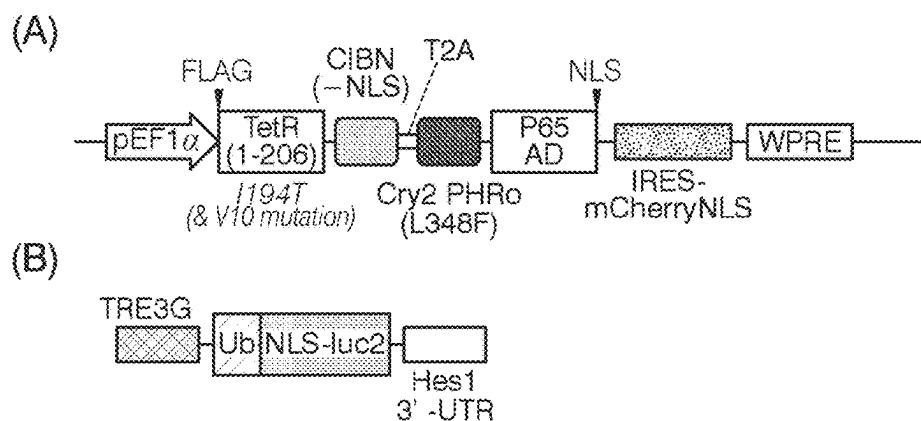 (A)
FLAG
CIBN
(−NLS)
T2A
NLS
pEF1α
TetR
(1-206)
P65
AD
WPRE
I194T
(& V10 mutation)
Cry2 PHRo
(L348F)
IRES-
mCherryNLS
(B)
TRE3G
Ub
NLS-luc2
Hes1
3' -UTR